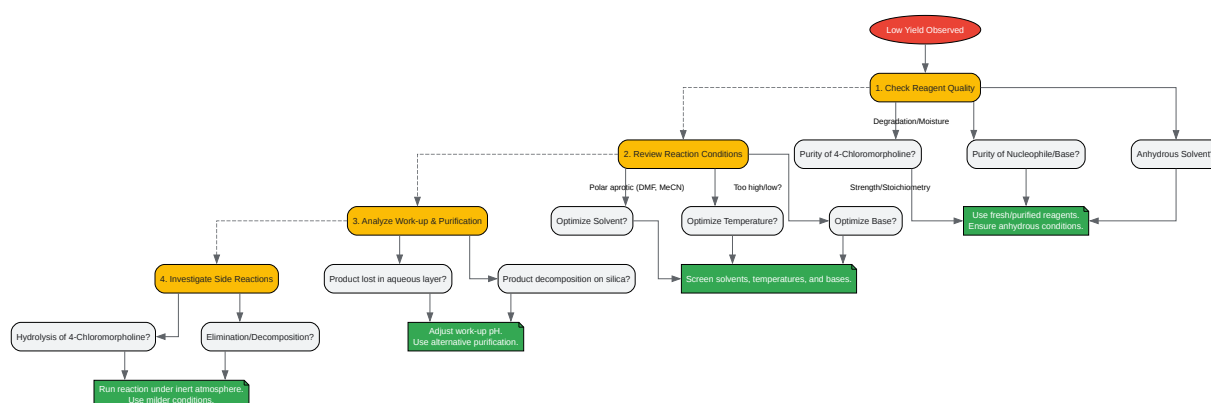 Low Yield Observed
1. Check Reagent Quality
Degradation/Moisture
2. Review Reaction Conditions
Purity of 4-Chloromorpholine?
Purity of Nucleophile/Base?
Anhydrous Solvent?
Polar aprotic (DMF, MeCN)
Too high/low?
Strength/Stoichiometry
3. Analyze Work-up & Purification
Optimize Solvent?
Optimize Temperature?
Optimize Base?
Use fresh/purified reagents.
Ensure anhydrous conditions.
4. Investigate Side Reactions
Product lost in aqueous layer?
Product decomposition on silica?
Screen solvents, temperatures, and bases.
Hydrolysis of 4-Chloromorpholine?
Elimination/Decomposition?
Adjust work-up pH.
Use alternative purification.
Run reaction under inert atmosphere.
Use milder conditions.